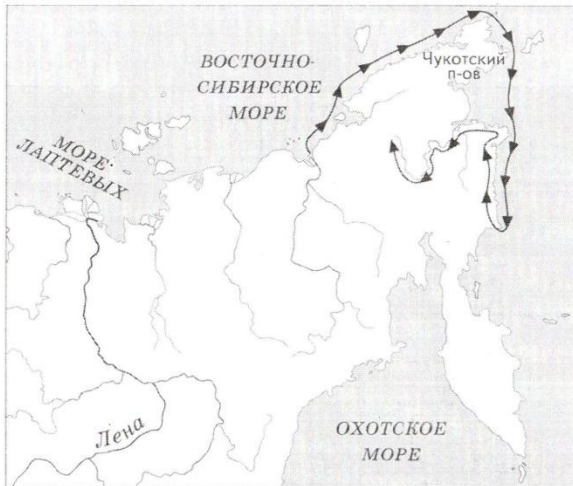 ВОСТОЧНО-
СИБИРСКОЕ
МОРЕ
Чукотский
п-ов
МОРЕ
ЛАПТЕВЫХ
Лена
ОХОТСКОЕ
МОРЕ